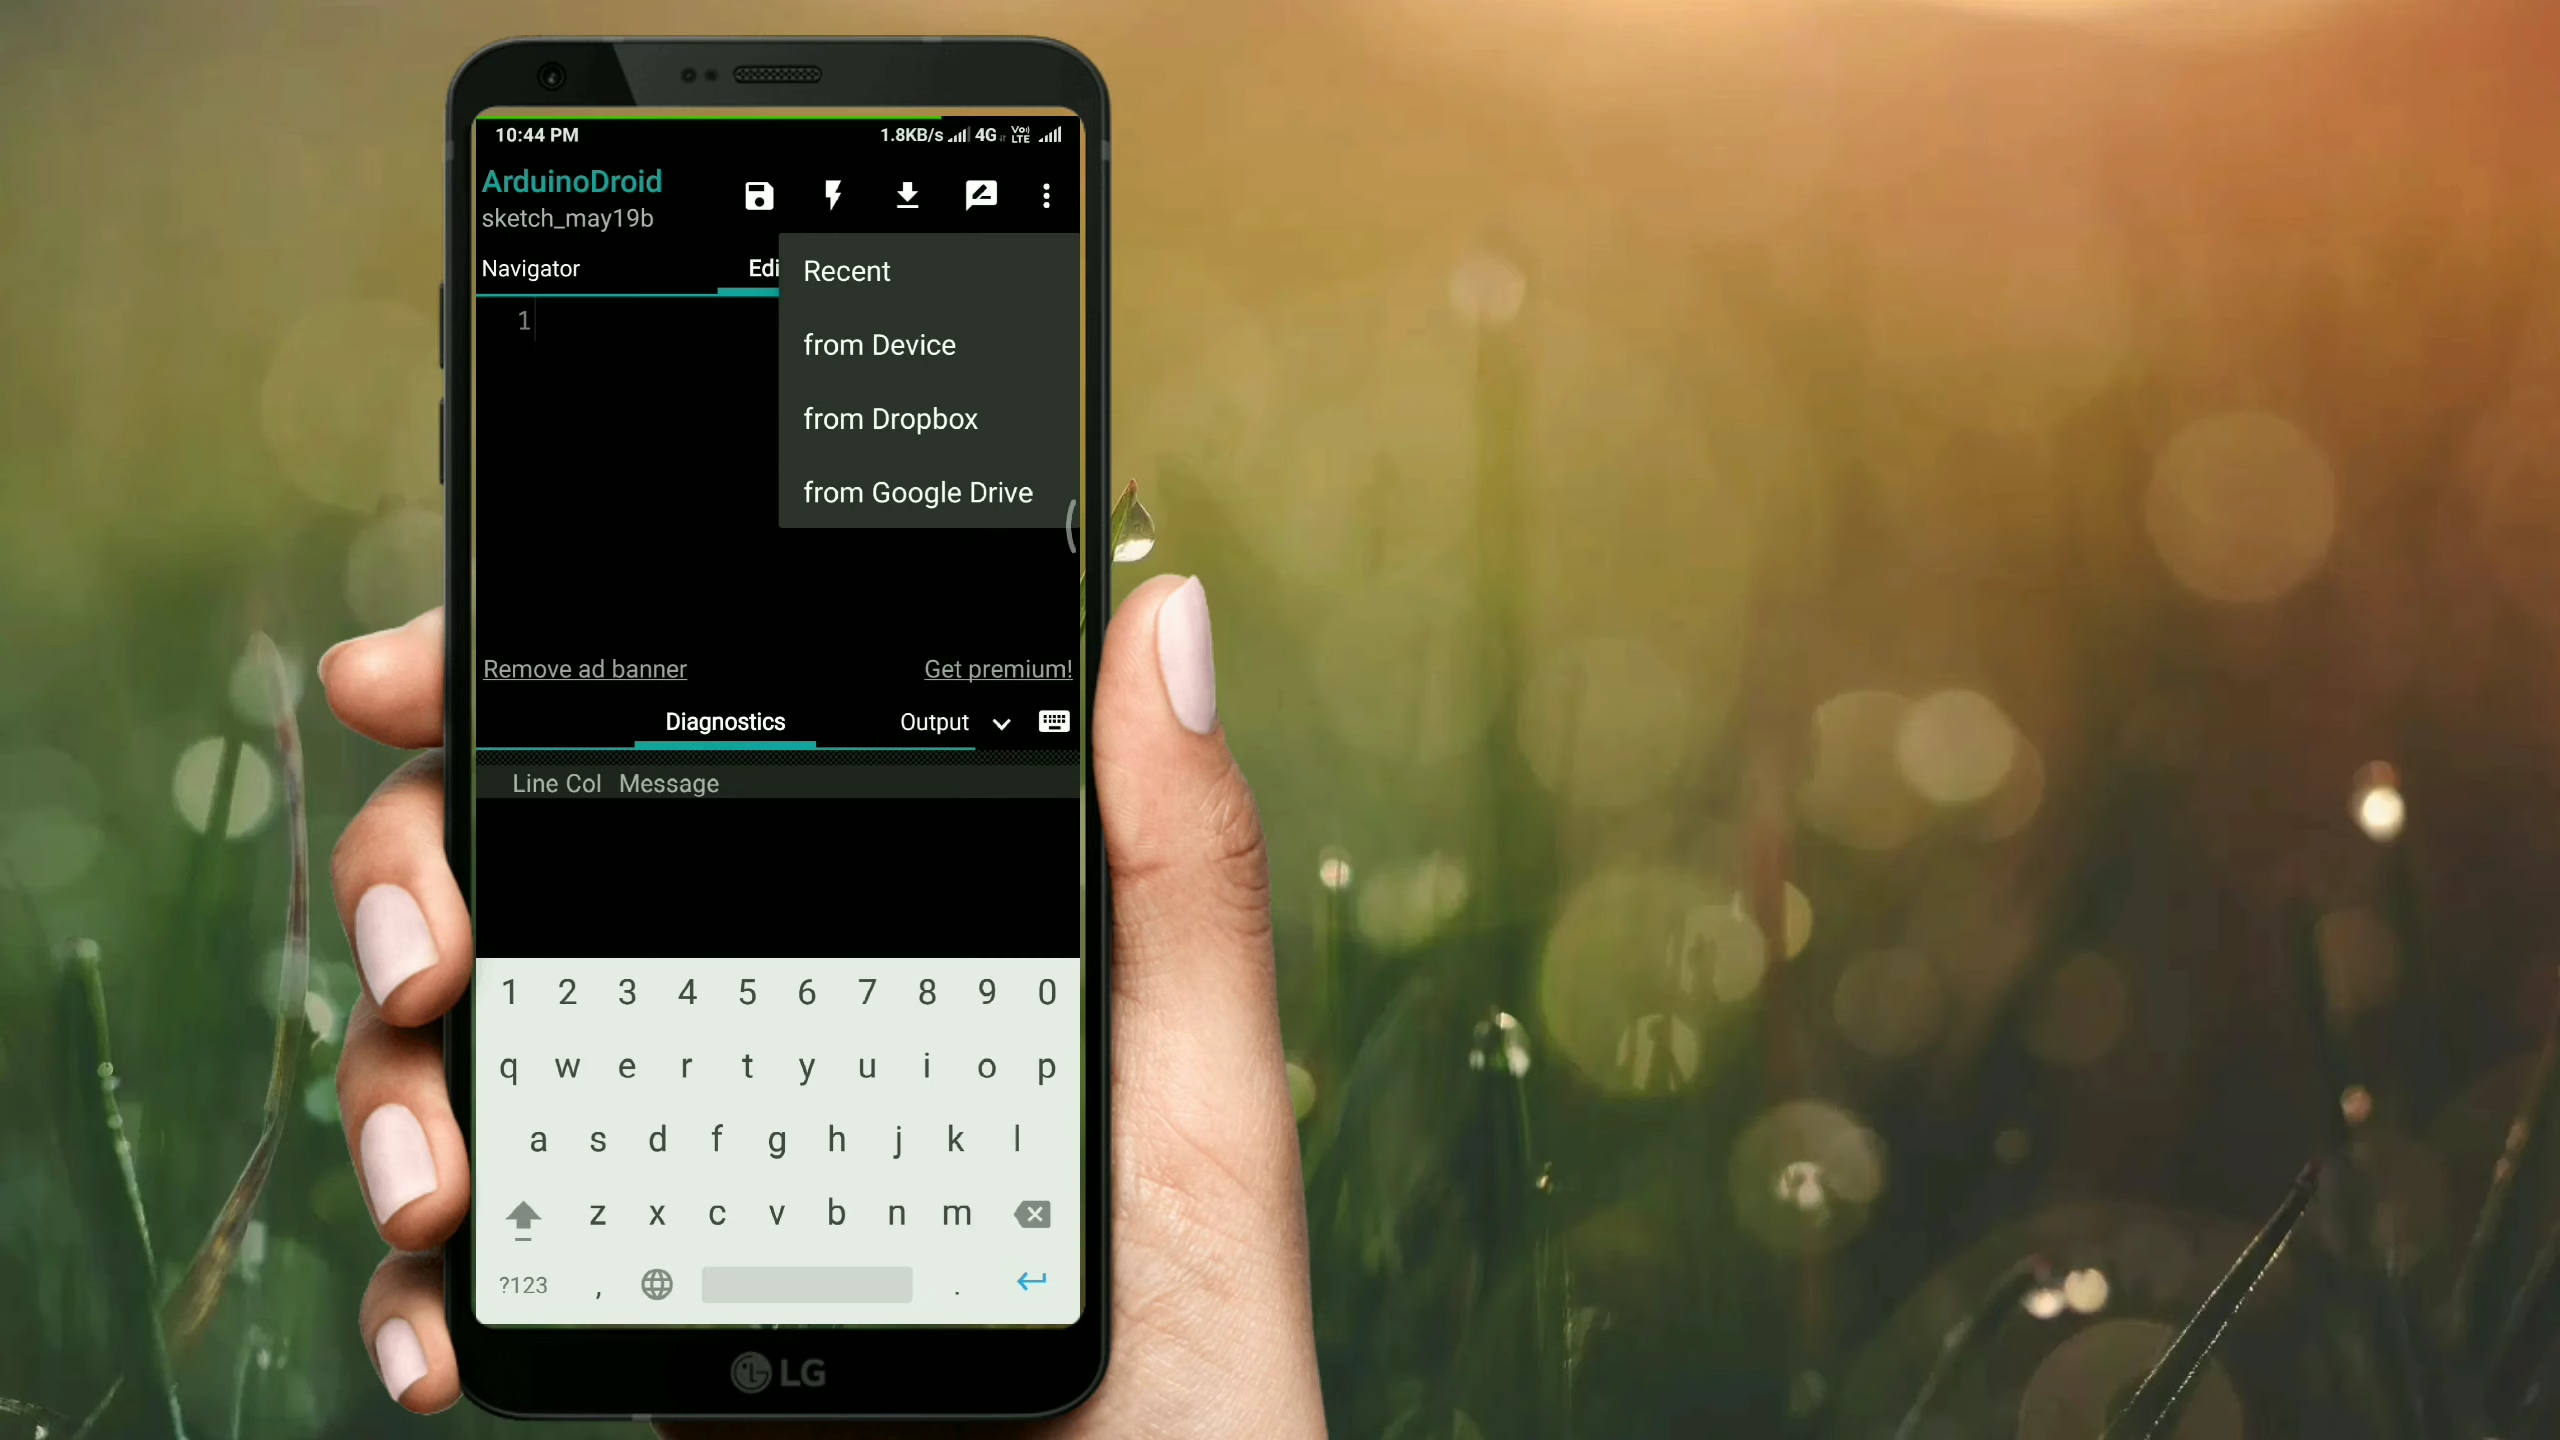 10:44 PM
1.8KB/s 4G Vo) LTE
ArduinoDroid
sketch_may19b
Navigator
Edi
Recent
1
from Device
from Dropbox
from Google Drive
Remove ad banner
Get premium!
Diagnostics
Output
Line Col Message
1 2 3 4 5 6 7 8 9 0
q w e r t y u i o p
a s d f g h j k l
z x c v b n m
?123 , .
LG